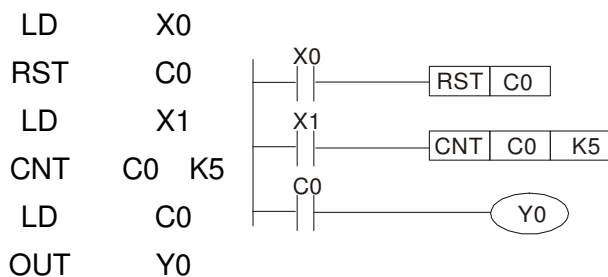 LD X0
RST C0
LD X1
CNT C0 K5
LD C0
OUT Y0
X0
RST C0
X1
CNT C0 K5
C0
Y0